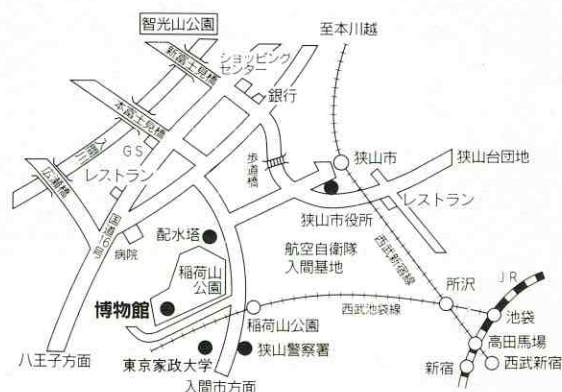 智光山公園
至本川越
新富士見橋
ショッピング
センター
銀行
本富士見橋
GS
入間川
歩道橋
狭山市
狭山台団地
広瀬橋
レストラン
レストラン
狭山市役所
国道16号
配水塔
病院
航空自衛隊
入間基地
西武新宿線
稲荷山
公園
所沢
JR
博物館
西武池袋線
稲荷山公園
池袋
高田馬場
八王子方面
東京家政大学
狭山警察署
新宿
西武新宿
入間市方面